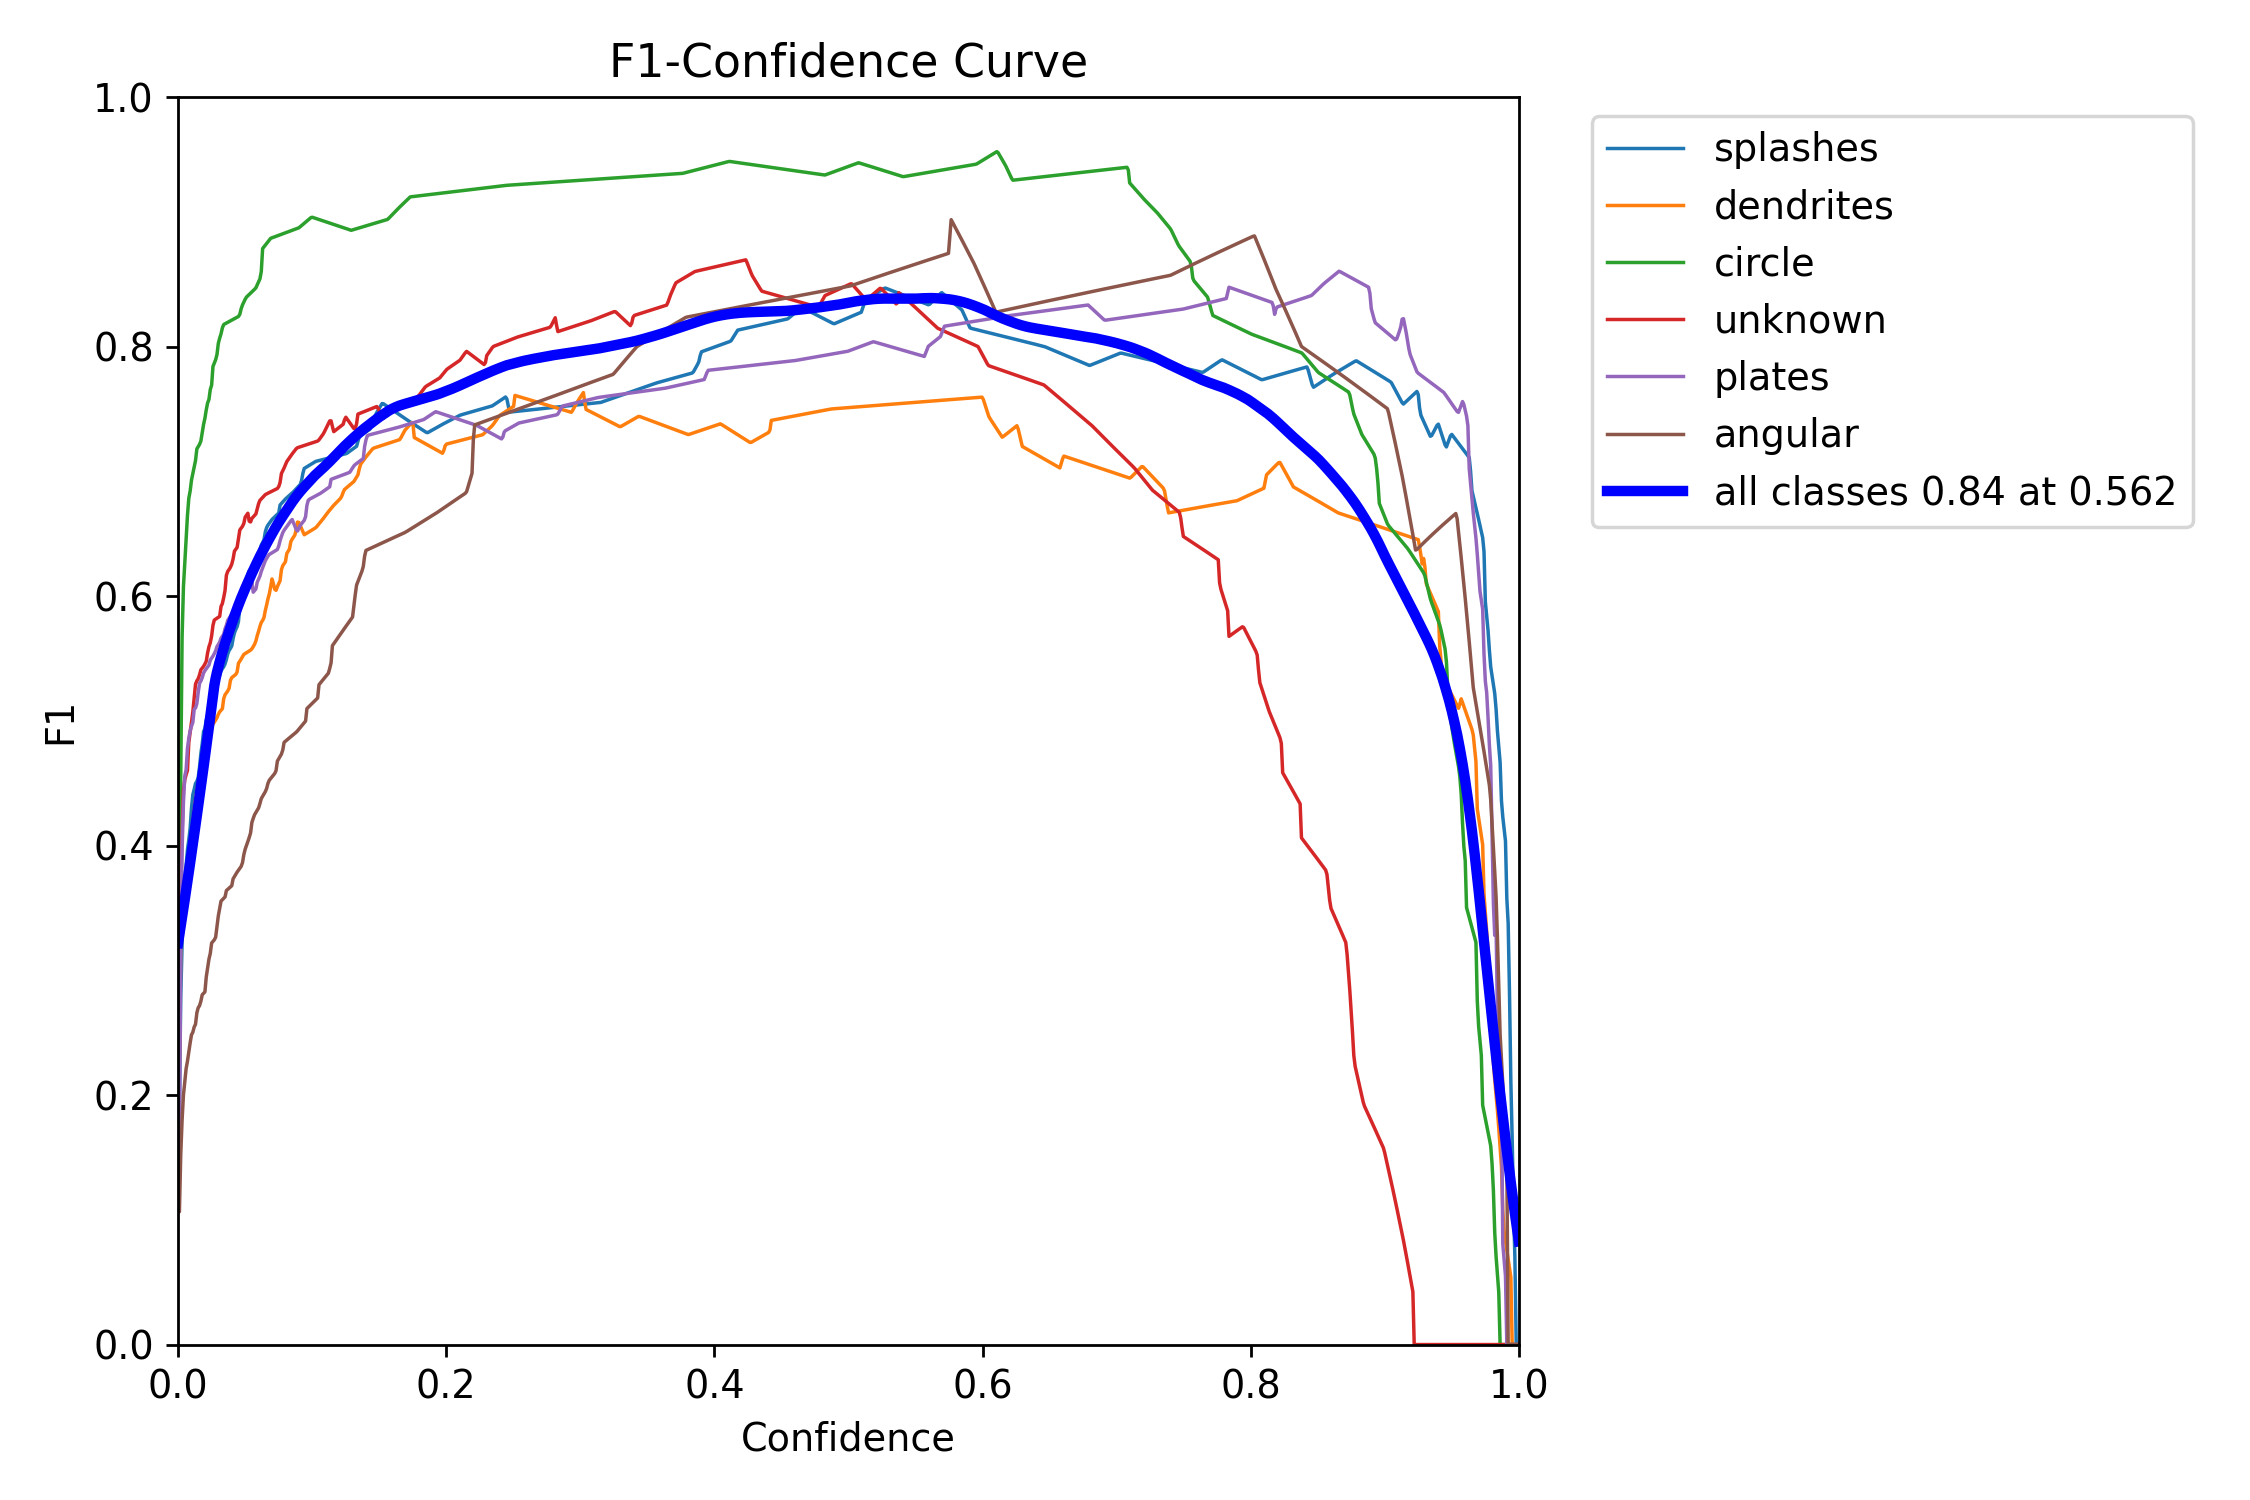 F1-Confidence Curve
1.0
0.8
0.6
0.4
0.2
0.0
F1
0.0 0.2 0.4 0.6 0.8 1.0
Confidence
splashes
dendrites
circle
unknown
plates
angular
all classes 0.84 at 0.562